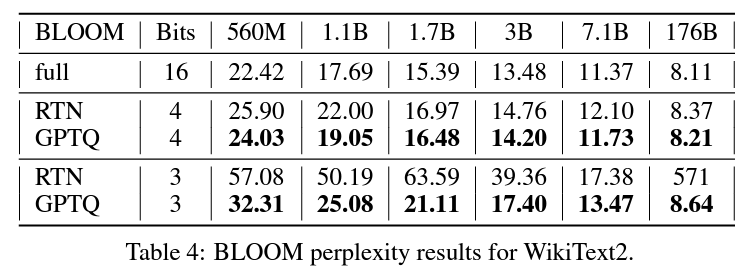 BLOOM Bits 560M 1.1B 1.7B 3B 7.1B 176B
full 16 22.42 17.69 15.39 13.48 11.37 8.11
RTN 4 25.90 22.00 16.97 14.76 12.10 8.37
GPTQ 4 24.03 19.05 16.48 14.20 11.73 8.21
RTN 3 57.08 50.19 63.59 39.36 17.38 571
GPTQ 3 32.31 25.08 21.11 17.40 13.47 8.64
Table 4: BLOOM perplexity results for WikiText2.